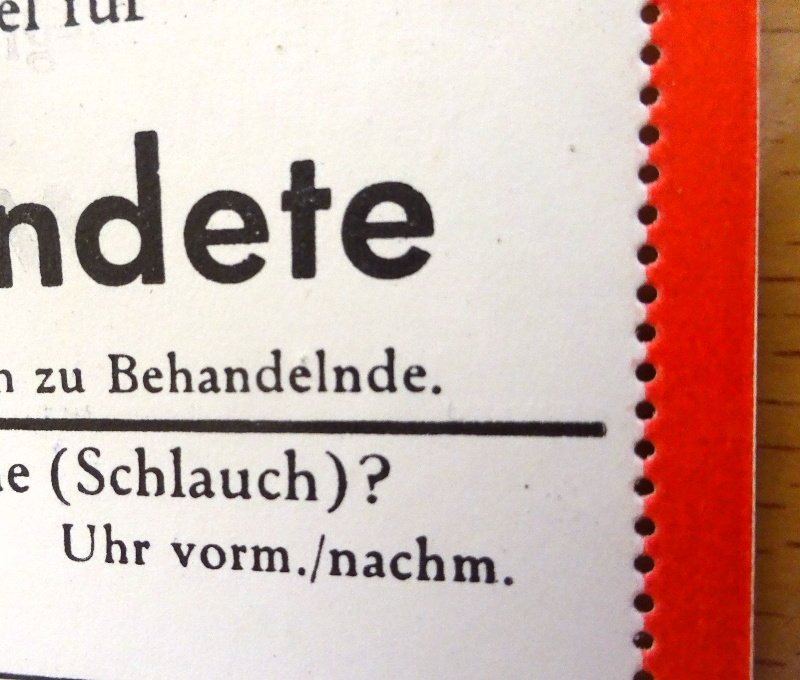 el für
ndete
n zu Behandelnde.
e (Schlauch)?
Uhr vorm./nachm.